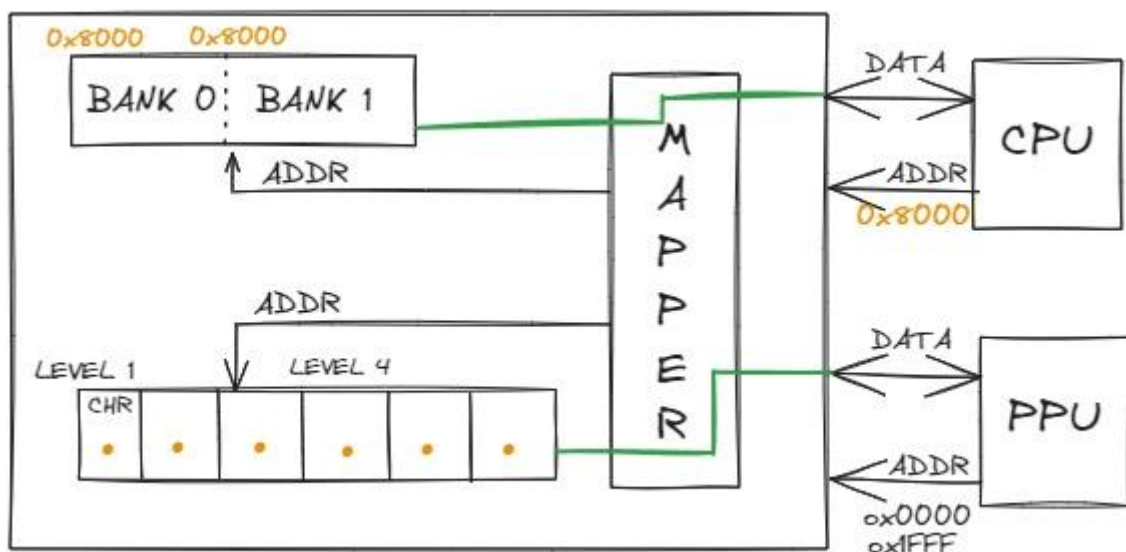 0x8000 0x8000
BANK 0 BANK 1
ADDR
ADDR
LEVEL 1 LEVEL 4
CHR
MAPPER
DATA
CPU
ADDR
0x8000
DATA
PPU
ADDR
0x0000
0x1FFF